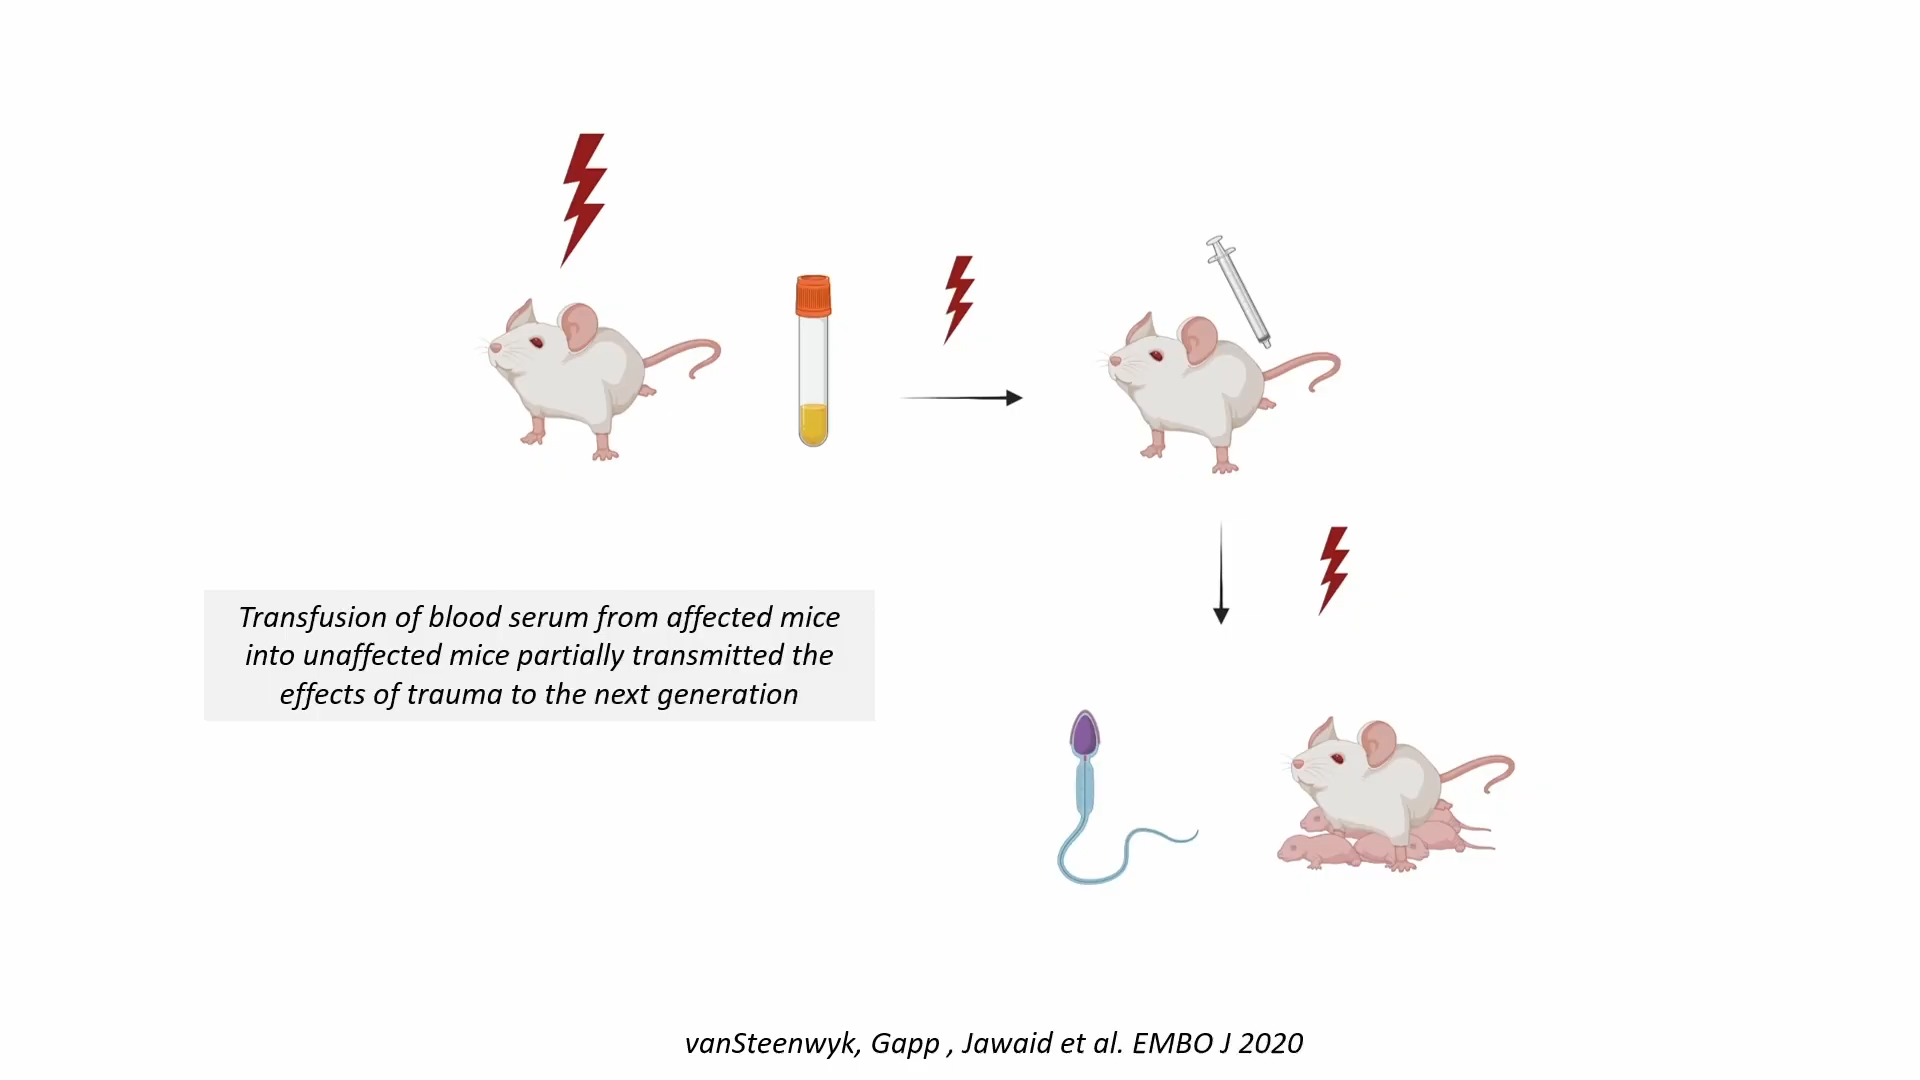 Transfusion of blood serum from affected mice
into unaffected mice partially transmitted the
effects of trauma to the next generation
vanSteenwyk, Gapp , Jawaid et al. EMBO J 2020